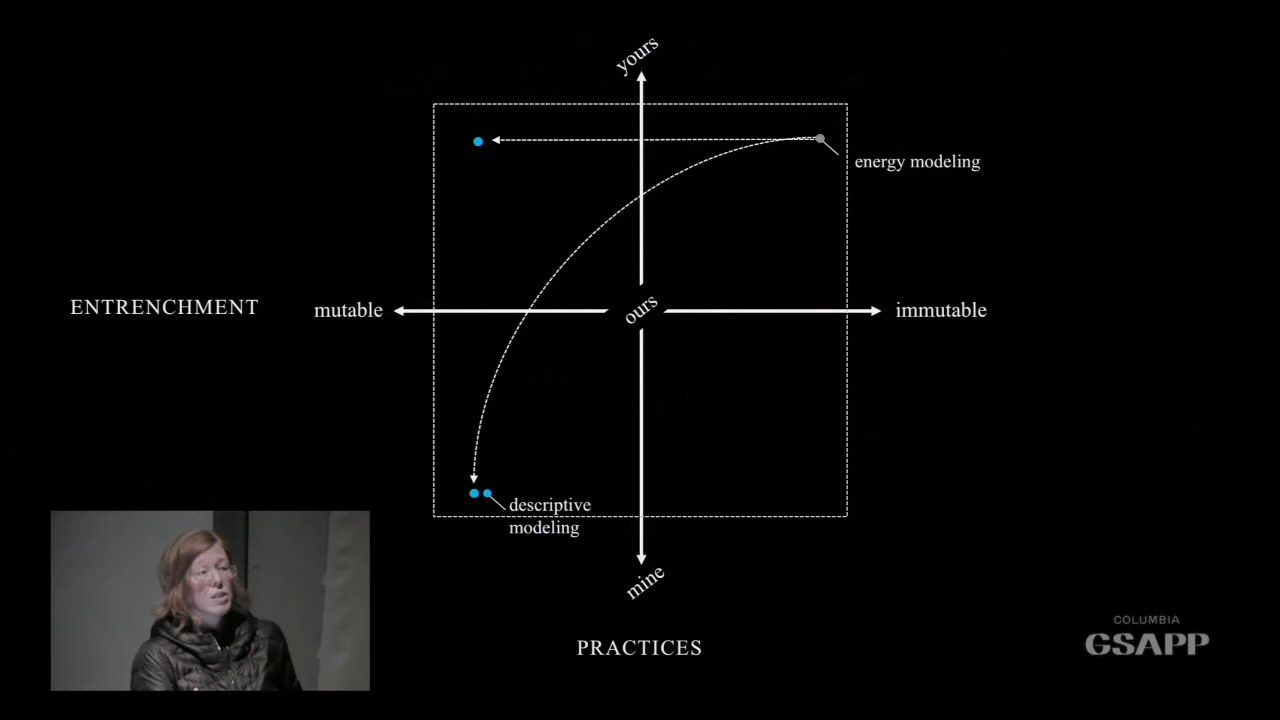 yours
energy modeling
ENTRENCHMENT
mutable
ours
immutable
descriptive
modeling
mine
PRACTICES
COLUMBIA
GSAPP